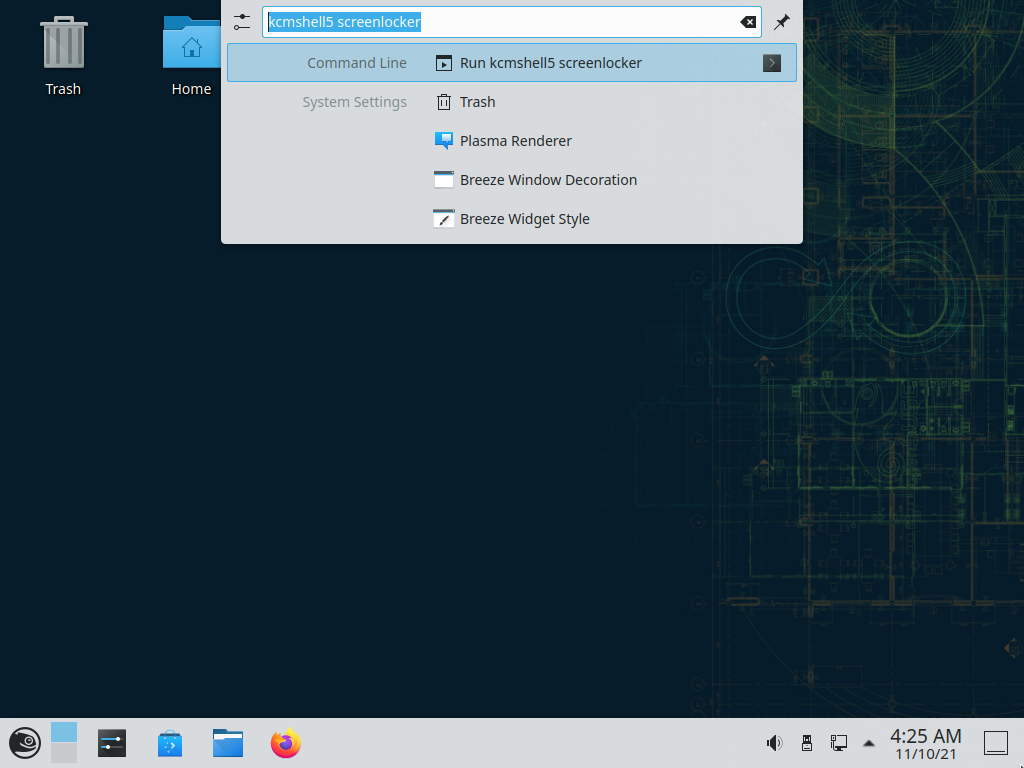 kcmshell5 screenlocker
Command Line Run kcmshell5 screenlocker
System Settings Trash
Plasma Renderer
Breeze Window Decoration
Breeze Widget Style
Trash
Home
4:25 AM
11/10/21